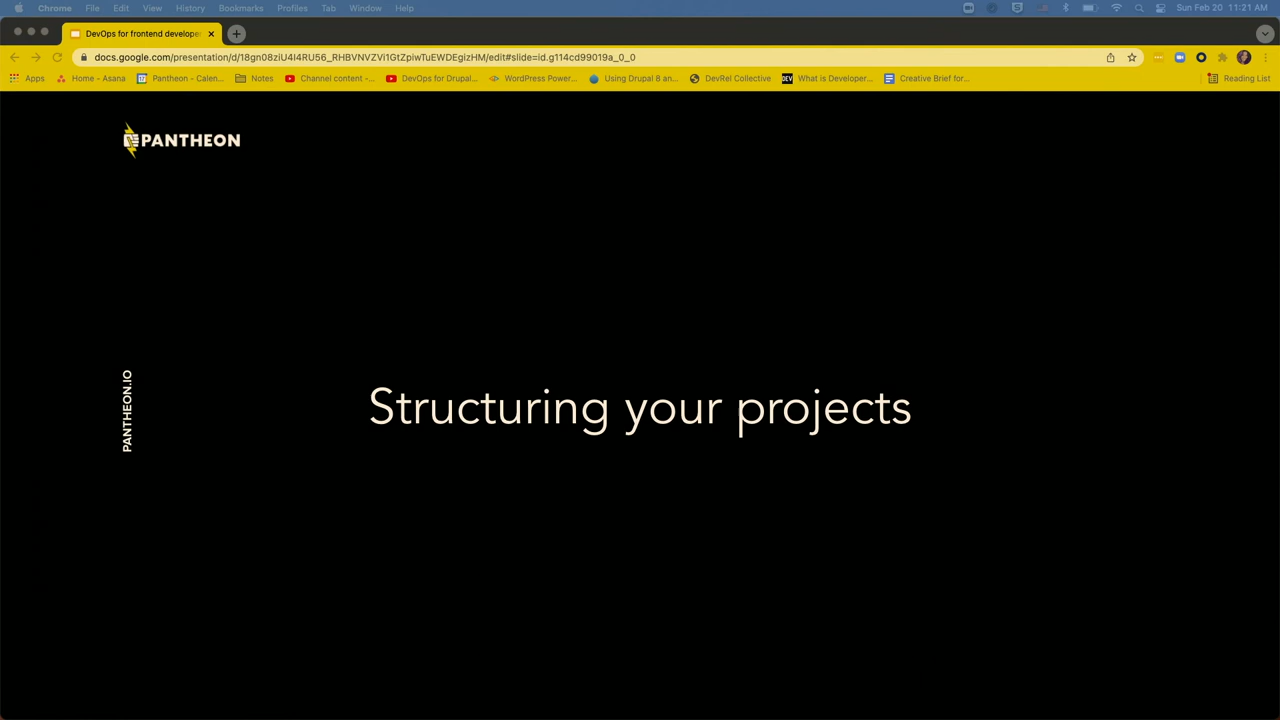 Chrome File Edit View History Bookmarks Profiles Tab Window Help Sun Feb 20 11:21 AM
DevOps for frontend develope
docs.google.com/presentation/d/18gn08ziU4I4RU56_RHBVNVZVi1GtZpiwTuEWDEgizHM/edit#slide=id.g114cd99019a_0_0
Apps Home - Asana Pantheon - Calen... Notes Channel content -... DevOps for Drupal... WordPress Power... Using Drupal 8 an... DevRel Collective DEV What is Developer... Creative Brief for... Reading List
PANTHEON
PANTHEON.IO
Structuring your projects